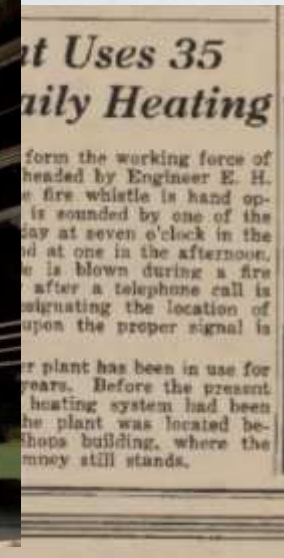 t Uses 35
aily Heating
form the working force of
headed by Engineer E. H.
e fire whistle is hand op-
is sounded by one of the
day at seven o'clock in the
d at one in the afternoon.
e is blown during a fire
after a telephone call is
esignating the location of
upon the proper signal is
er plant has been in use for
years. Before the present
heating system had been
he plant was located be-
Shops building, where the
mney still stands.